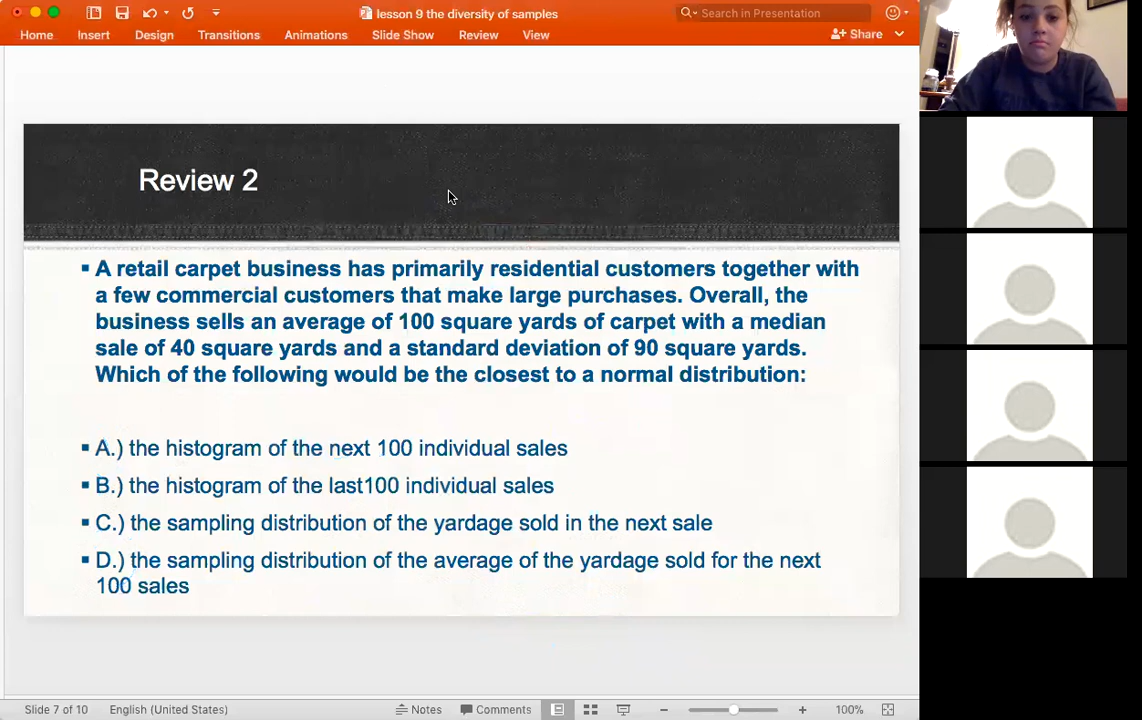 lesson 9 the diversity of samples
Search in Presentation
Home Insert Design Transitions Animations Slide Show Review View Share
Review 2
▪ A retail carpet business has primarily residential customers together with
a few commercial customers that make large purchases. Overall, the
business sells an average of 100 square yards of carpet with a median
sale of 40 square yards and a standard deviation of 90 square yards.
Which of the following would be the closest to a normal distribution:
▪ A.) the histogram of the next 100 individual sales
▪ B.) the histogram of the last100 individual sales
▪ C.) the sampling distribution of the yardage sold in the next sale
▪ D.) the sampling distribution of the average of the yardage sold for the next
100 sales
Slide 7 of 10 English (United States) Notes Comments 100%